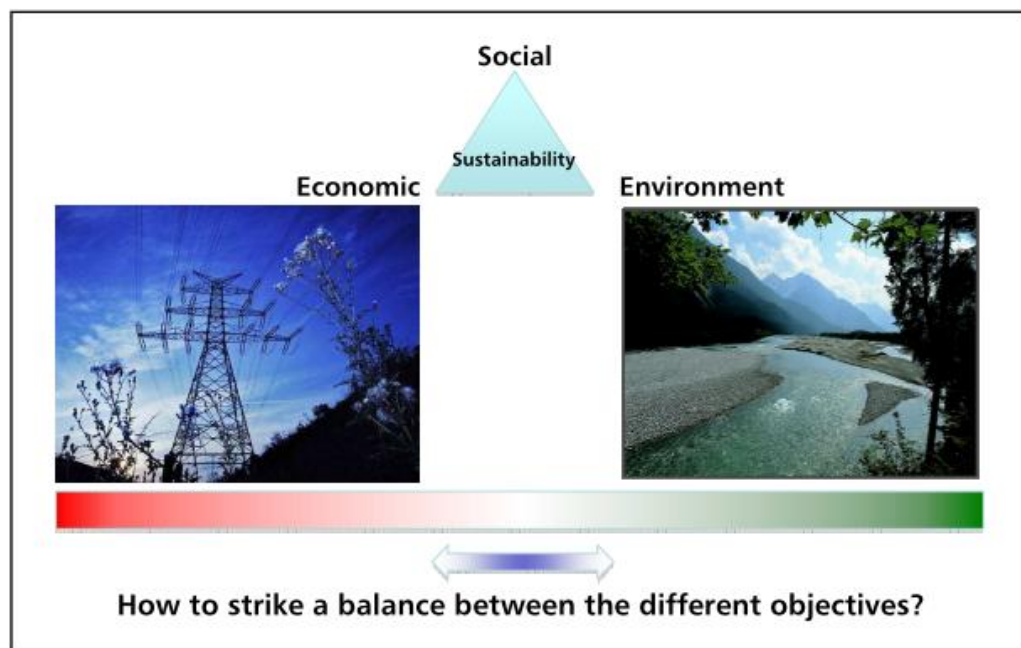 Social
Sustainability
Economic
Environment
How to strike a balance between the different objectives?